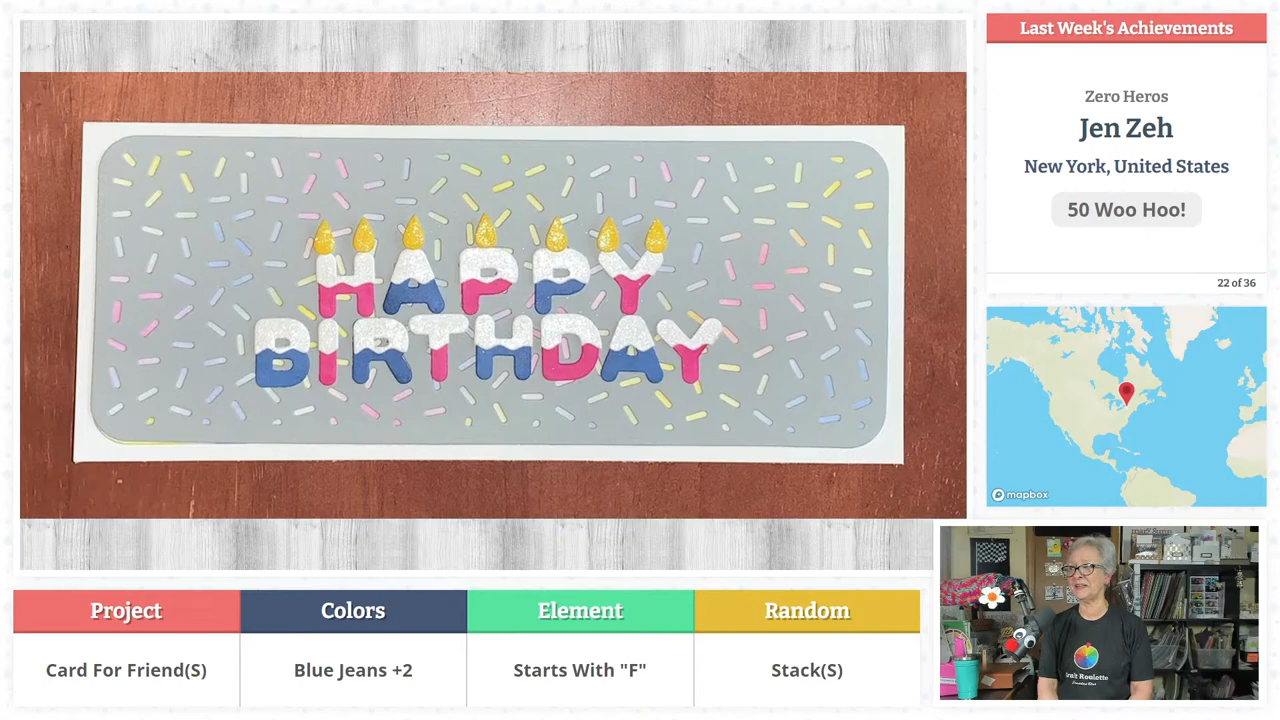 Last Week's Achievements
Zero Heros
Jen Zeh
New York, United States
50 Woo Hoo!
22 of 36
HAPPY
BIRTHDAY
mapbox
Project
Colors
Element
Random
Card For Friend(S)
Blue Jeans +2
Starts With "F"
Stack(S)
Roulette